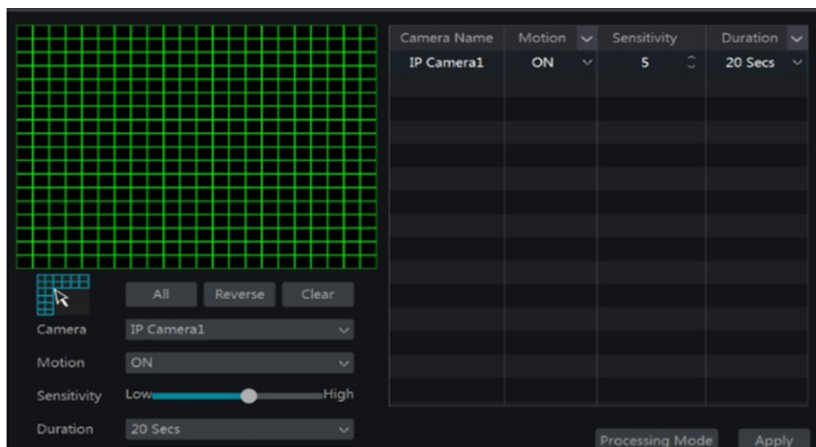 Camera Name Motion Sensitivity Duration
IP Camera1 ON 5 20 Secs
All Reverse Clear
Camera IP Camera1
Motion ON
Sensitivity Low High
Duration 20 Secs
Processing Mode Apply